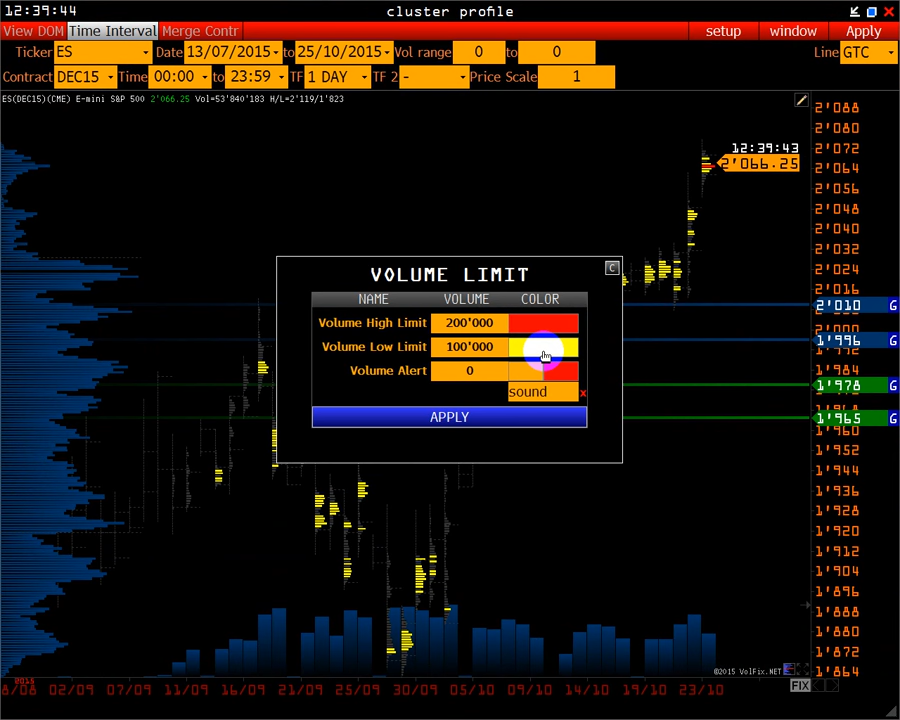 12:39:44 cluster profile
View DOM Time Interval Merge Contr setup window Apply
Ticker ES Date 13/07/2015 to 25/10/2015 Vol range 0 to 0 Line GTC
Contract DEC15 Time 00:00 to 23:59 TF 1 DAY TF 2 - Price Scale 1
ES(DEC15)(CME) E-mini S&P 500 2'066.25 Vol=53'840'183 H/L=2'119/1'823
2'088
2'080
12:39:43 2'072
2'066.25 2'064
2'056
2'048
2'040
2'032
2'024
2'016
2'010 G
1'996 G
1'984
1'978 G
1'965 G
1'960
1'952
1'944
1'936
1'928
1'920
1'912
1'904
1'896
1'888
1'880
1'872
1'864
VOLUME LIMIT C
NAME VOLUME COLOR
Volume High Limit 200'000
Volume Low Limit 100'000
Volume Alert 0
sound x
APPLY
©2015 VolFix.NET
2015
8/08 02/09 07/09 11/09 16/09 21/09 25/09 30/09 05/10 09/10 14/10 19/10 23/10 FIX